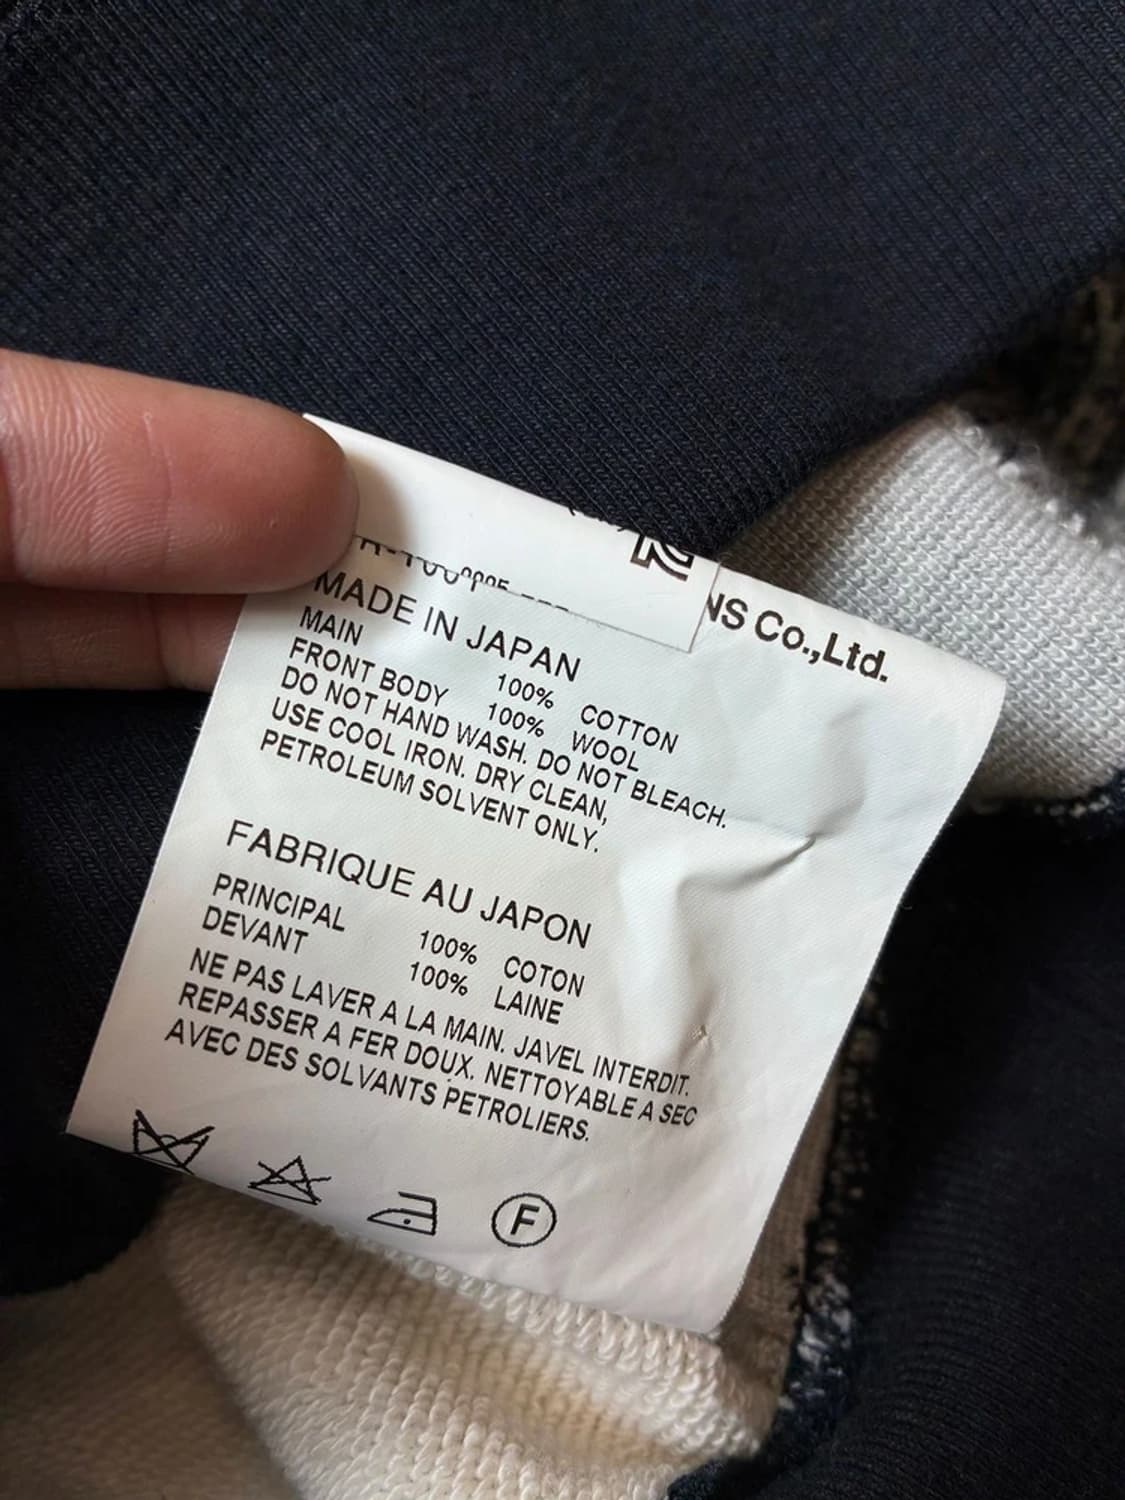 NS Co.,Ltd.
MADE IN JAPAN
MAIN 100% COTTON
FRONT BODY 100% WOOL
DO NOT HAND WASH. DO NOT BLEACH.
USE COOL IRON. DRY CLEAN,
PETROLEUM SOLVENT ONLY.
FABRIQUE AU JAPON
PRINCIPAL 100% COTON
DEVANT 100% LAINE
NE PAS LAVER A LA MAIN. JAVEL INTERDIT.
REPASSER A FER DOUX. NETTOYABLE A SEC
AVEC DES SOLVANTS PETROLIERS.
F